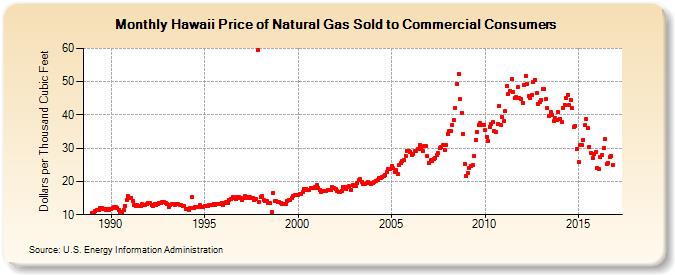 Monthly Hawaii Price of Natural Gas Sold to Commercial Consumers
Dollars per Thousand Cubic Feet
60
50
40
30
20
10
1990 1995 2000 2005 2010 2015
Source: U.S. Energy Information Administration